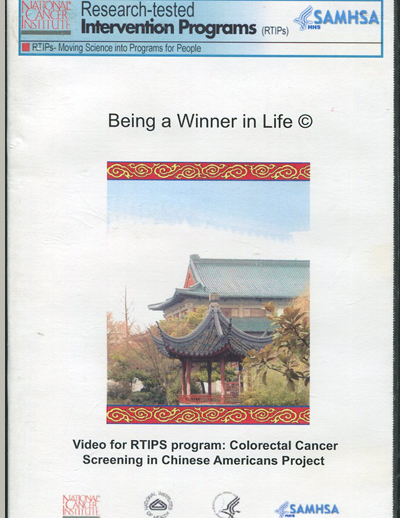 NATIONAL
CANCER
INSTITUTE
Research-tested
Intervention Programs (RTIPs)
SAMHSA
HHS
RTIPs- Moving Science into Programs for People
Being a Winner in Life ©
Video for RTIPS program: Colorectal Cancer
Screening in Chinese Americans Project
NATIONAL
CANCER
INSTITUTE
SAMHSA